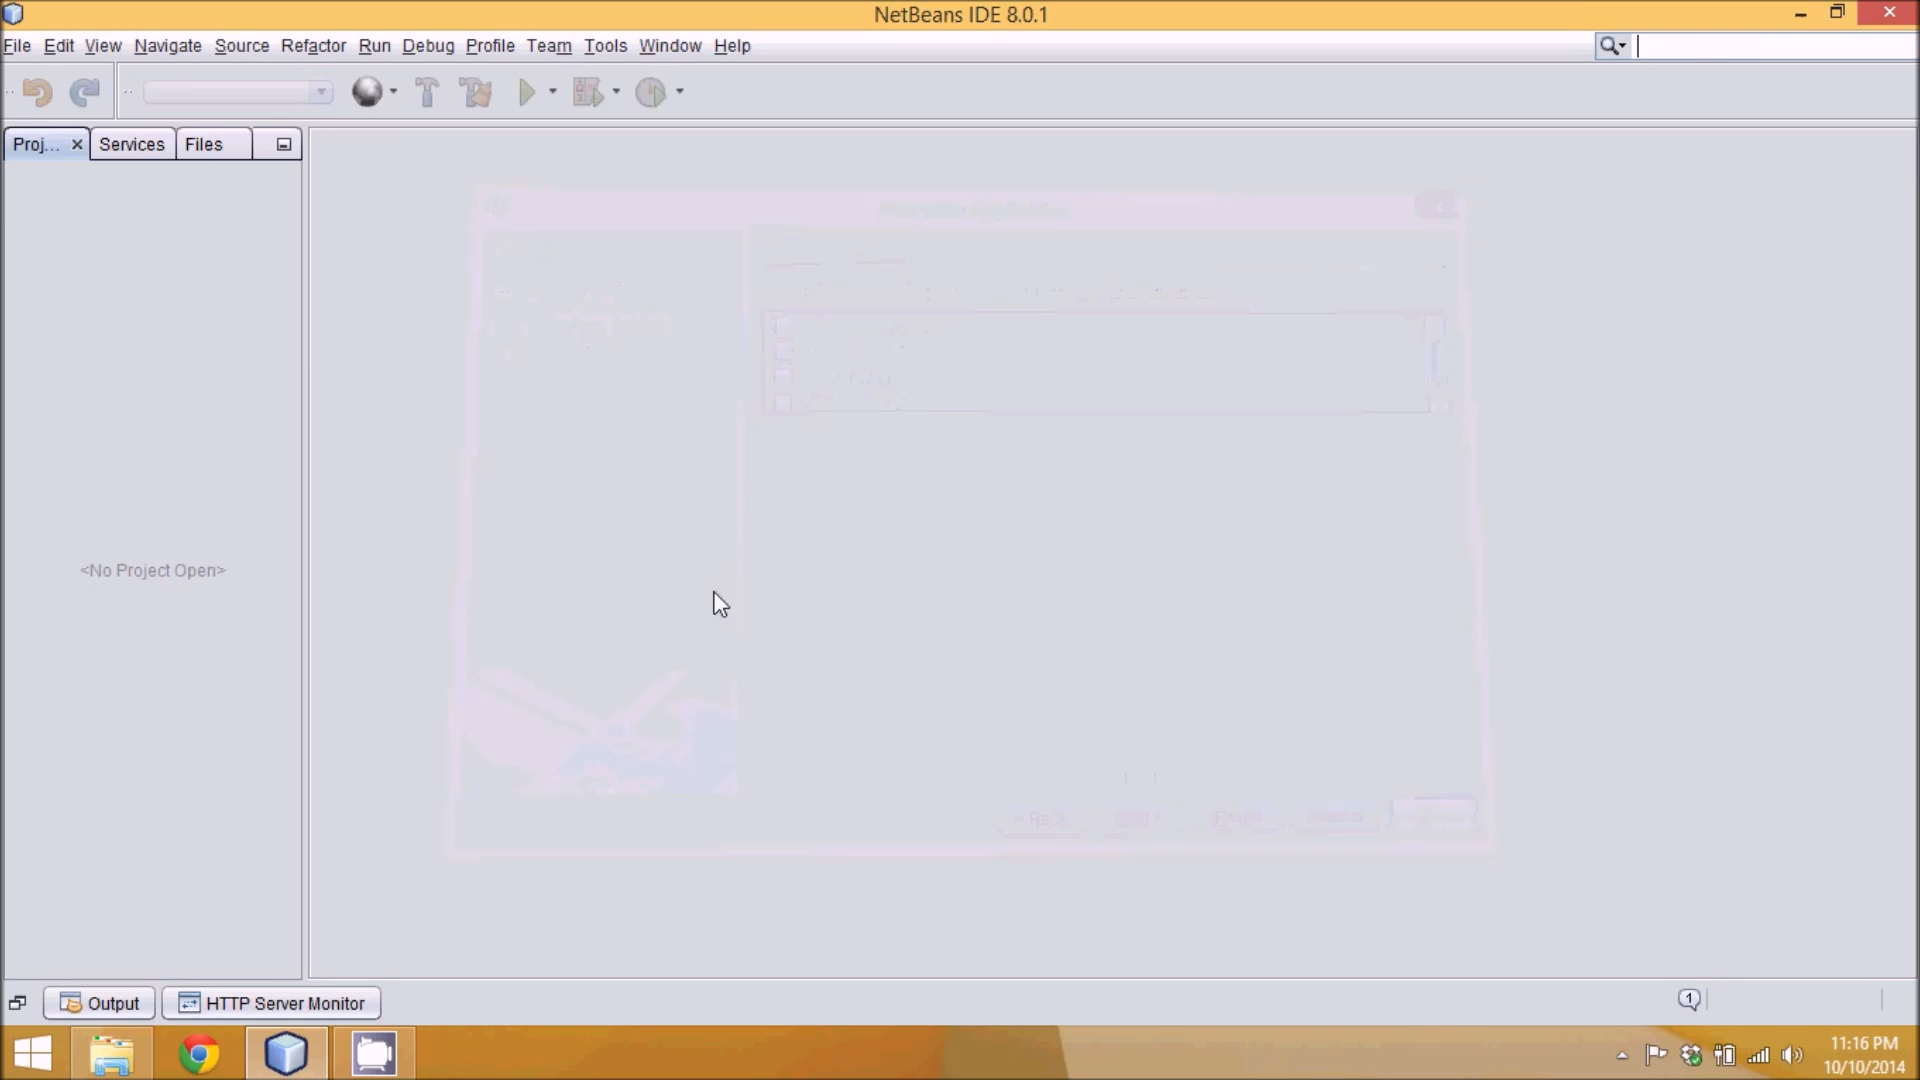 NetBeans IDE 8.0.1
File Edit View Navigate Source Refactor Run Debug Profile Team Tools Window Help
Proj... Services Files
<No Project Open>
Output HTTP Server Monitor
1
11:16 PM
10/10/2014